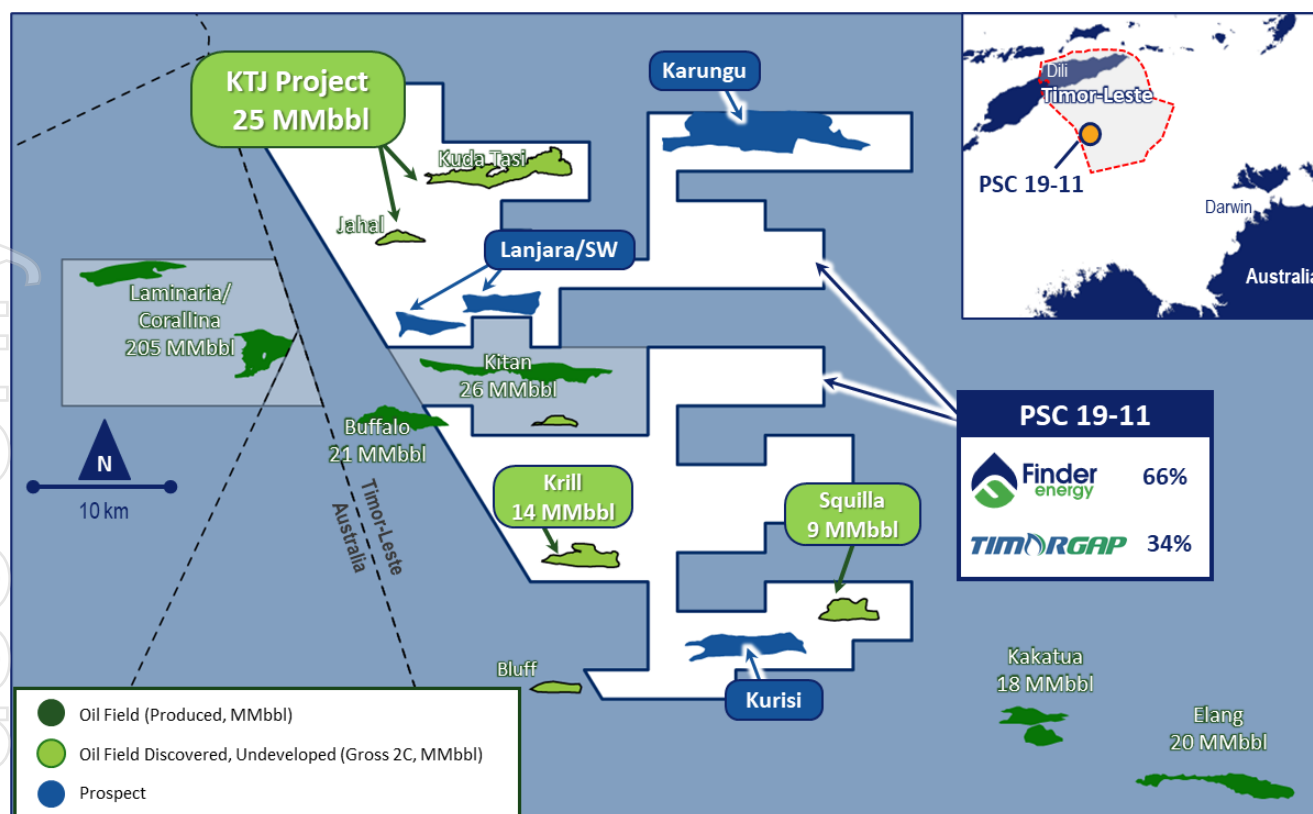 KTJ Project
25 MMbbl
Karungu
Kuda Tasi
Jahal
Lanjara/SW
Laminaria/
Corallina
205 MMbbl
Kitan
26 MMbbl
Buffalo
21 MMbbl
N
10 km
Timor-Leste
Australia
Krill
14 MMbbl
Squilla
9 MMbbl
Bluff
Kurisi
Kakatua
18 MMbbl
Elang
20 MMbbl
Dili
Timor-Leste
PSC 19-11
Darwin
Australia
PSC 19-11
Finder
energy
66%
TIMORGAP
34%
Oil Field (Produced, MMbbl)
Oil Field Discovered, Undeveloped (Gross 2C, MMbbl)
Prospect